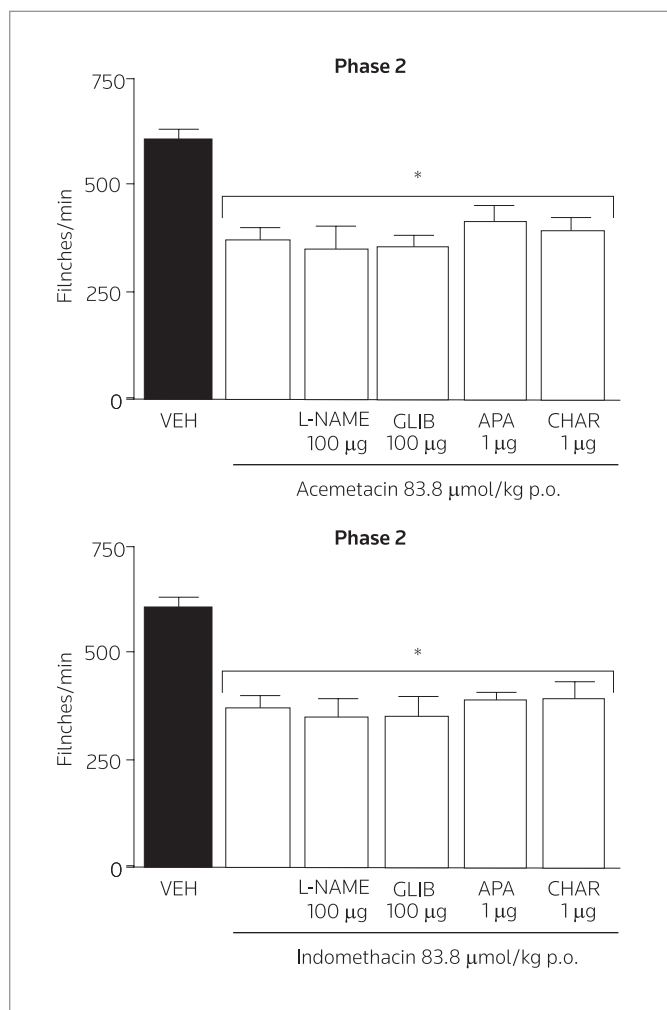 Phase 2
750
500
250
0
Filnches/min
*
VEH
L-NAME
100 µg
GLIB
100 µg
APA
1 µg
CHAR
1 µg
Acemetacin 83.8 µmol/kg p.o.
Phase 2
750
500
250
0
Filnches/min
*
VEH
L-NAME
100 µg
GLIB
100 µg
APA
1 µg
CHAR
1 µg
Indomethacin 83.8 µmol/kg p.o.